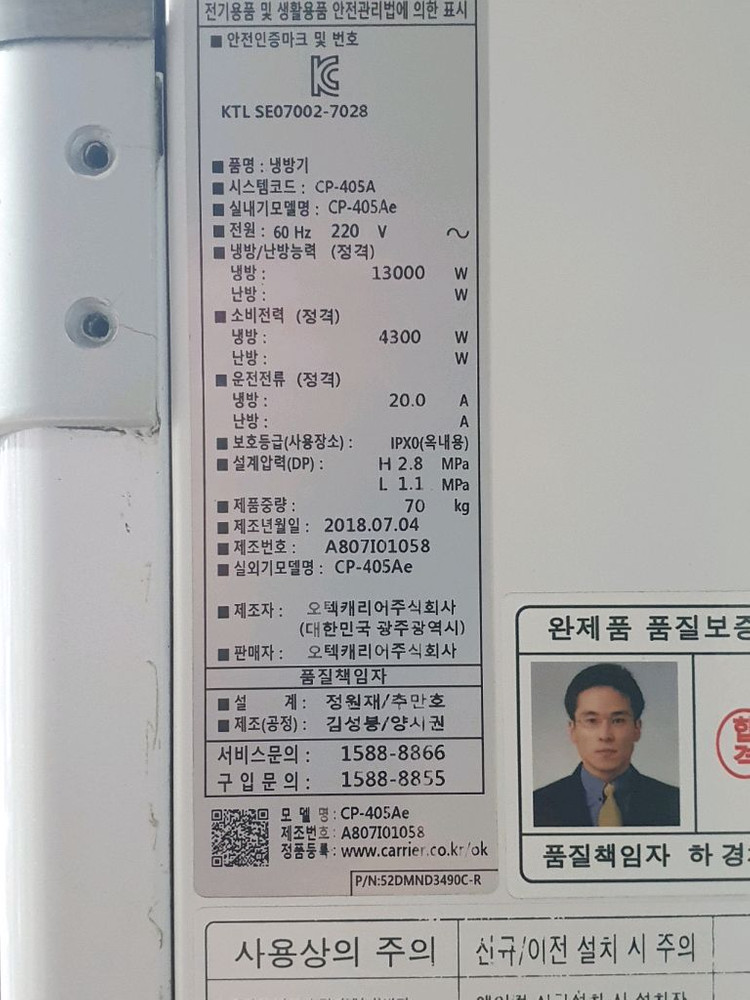 전기용품 및 생활용품 안전관리법에 의한 표시
■ 안전인증마크 및 번호
KC
KTL SE07002-7028
■ 품명 : 냉방기
■ 시스템코드 : CP-405A
■ 실내기모델명 : CP-405Ae
■ 전원 : 60 Hz 220 V ~
■ 냉방/난방능력 (정격)
냉방 : 13000 W
난방 : W
■ 소비전력 (정격)
냉방 : 4300 W
난방 : W
■ 운전전류 (정격)
냉방 : 20.0 A
난방 : A
■ 보호등급(사용장소) : IPX0(옥내용)
■ 설계압력(DP) : H 2.8 MPa
L 1.1 MPa
■ 제품중량 : 70 kg
■ 제조년월일 : 2018.07.04
■ 제조번호 : A807I01058
■ 실외기모델명 : CP-405Ae
■ 제조자 : 오텍캐리어주식회사
(대한민국 광주광역시)
■ 판매자 : 오텍캐리어주식회사
품질책임자
■ 설 계 : 정원재/추만호
■ 제조(공정) : 김성봉/양시권
서비스문의 : 1588-8866
구입문의 : 1588-8855
모델명 : CP-405Ae
제조번호 : A807I01058
정품등록 : www.carrier.co.kr/ok
P/N:52DMND3490C-R
완제품 품질보증
합격
품질책임자 하 경
사용상의 주의
신규/이전 설치 시 주의